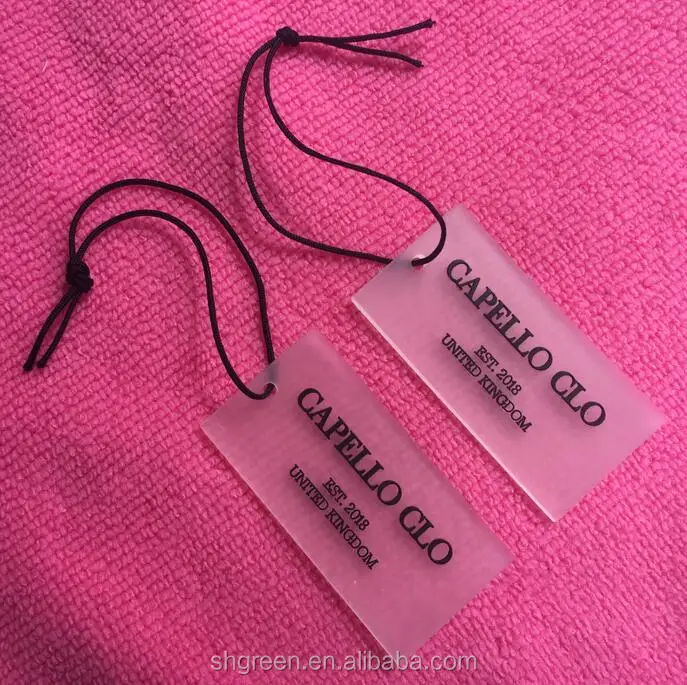 CAPELLO CLO
EST. 2018
UNITED KINGDOM
CAPELLO CLO
EST. 2018
UNITED KINGDOM
shgreen.en.alibaba.com